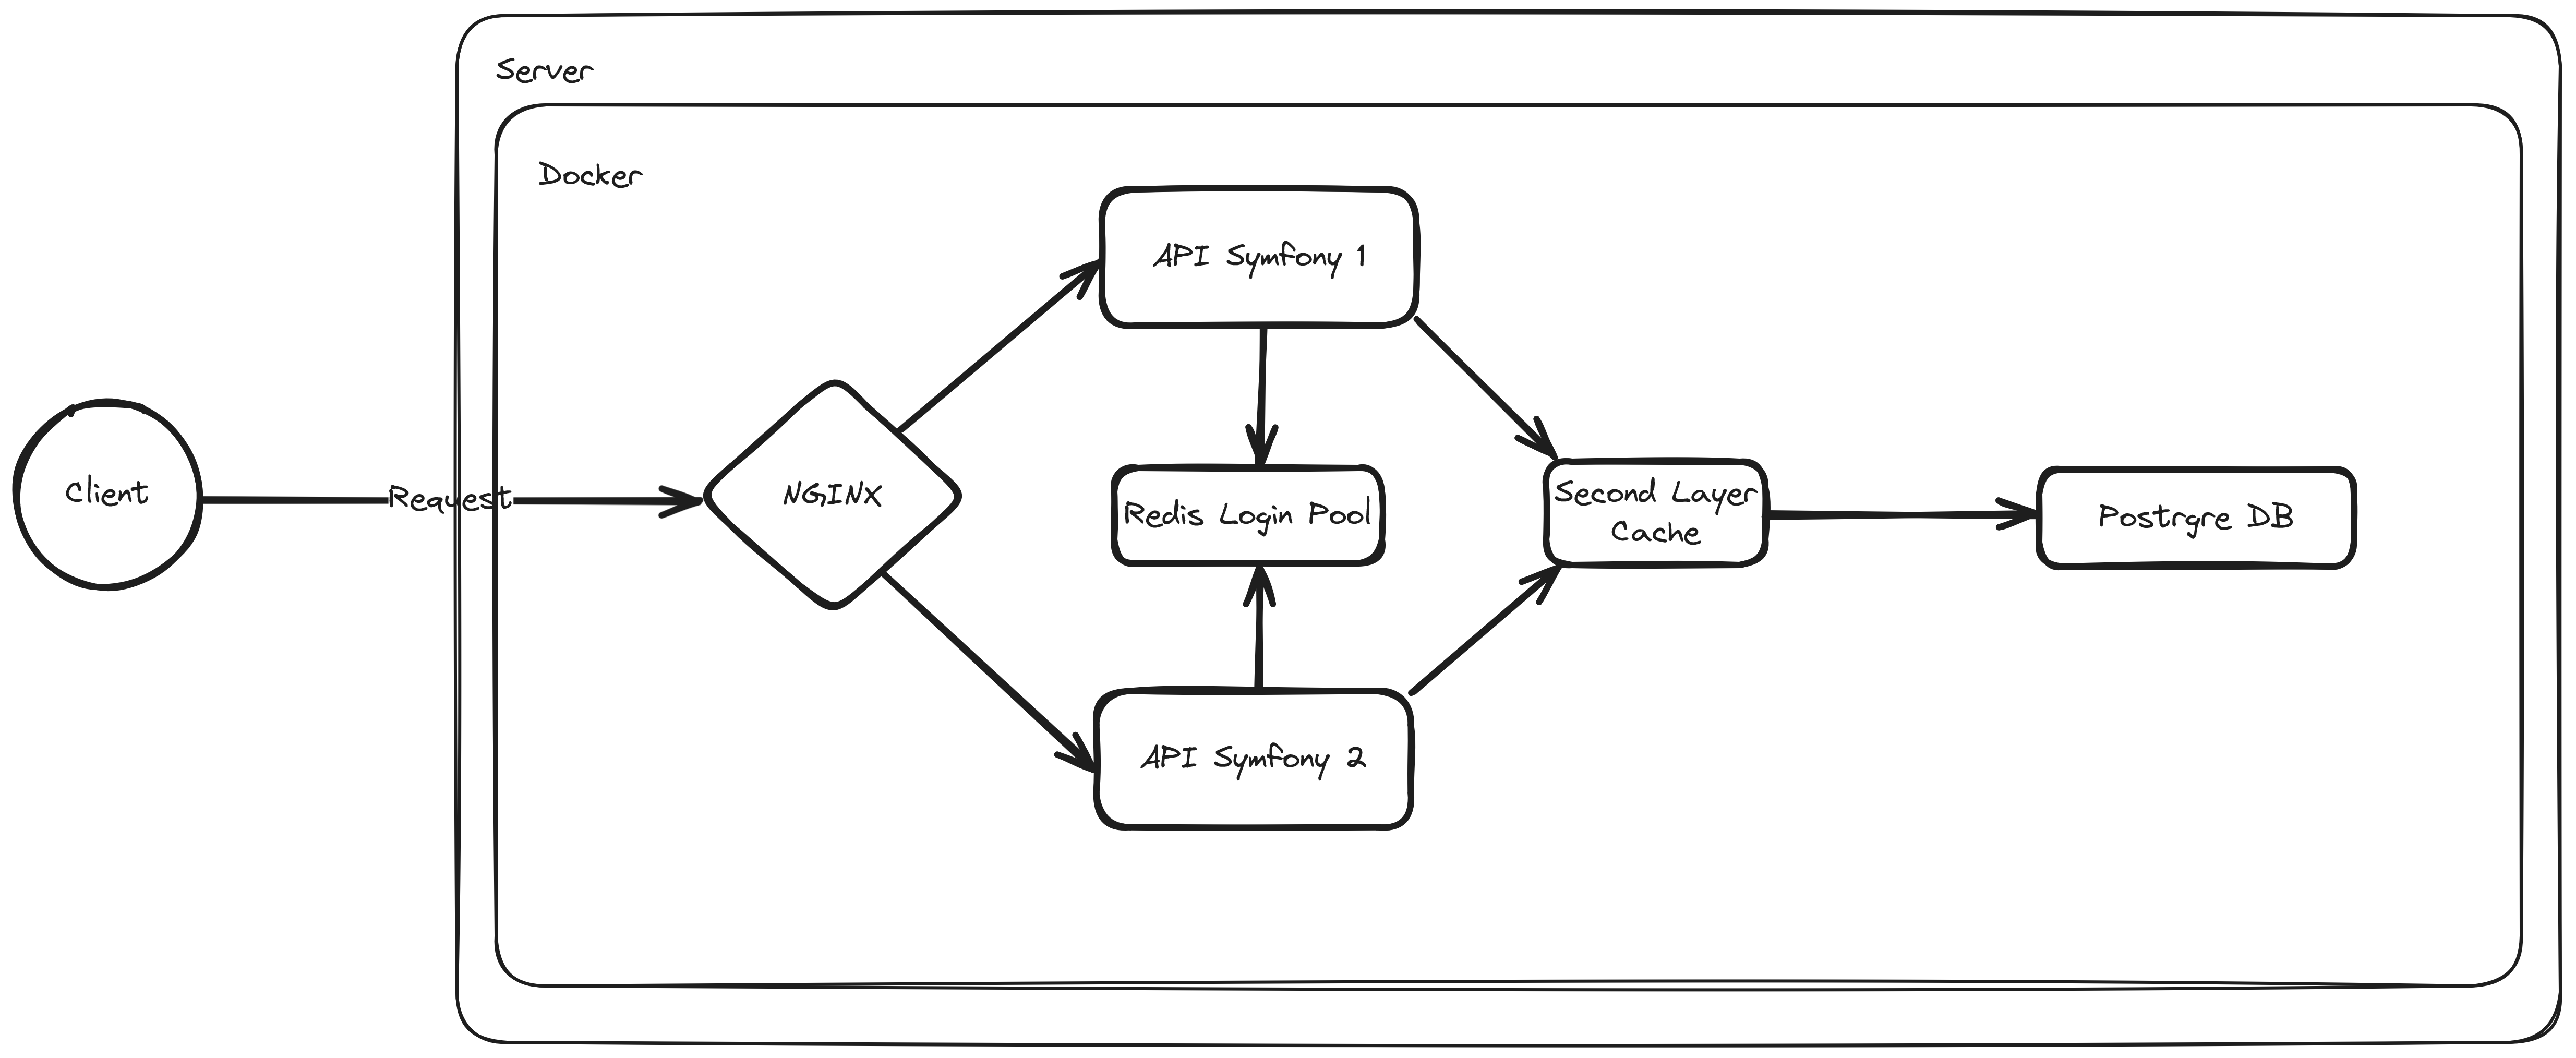 Server
Docker
API Symfony 1
Client
Request
NGINX
Redis Login Pool
Second Layer
Cache
Postrgre DB
API Symfony 2